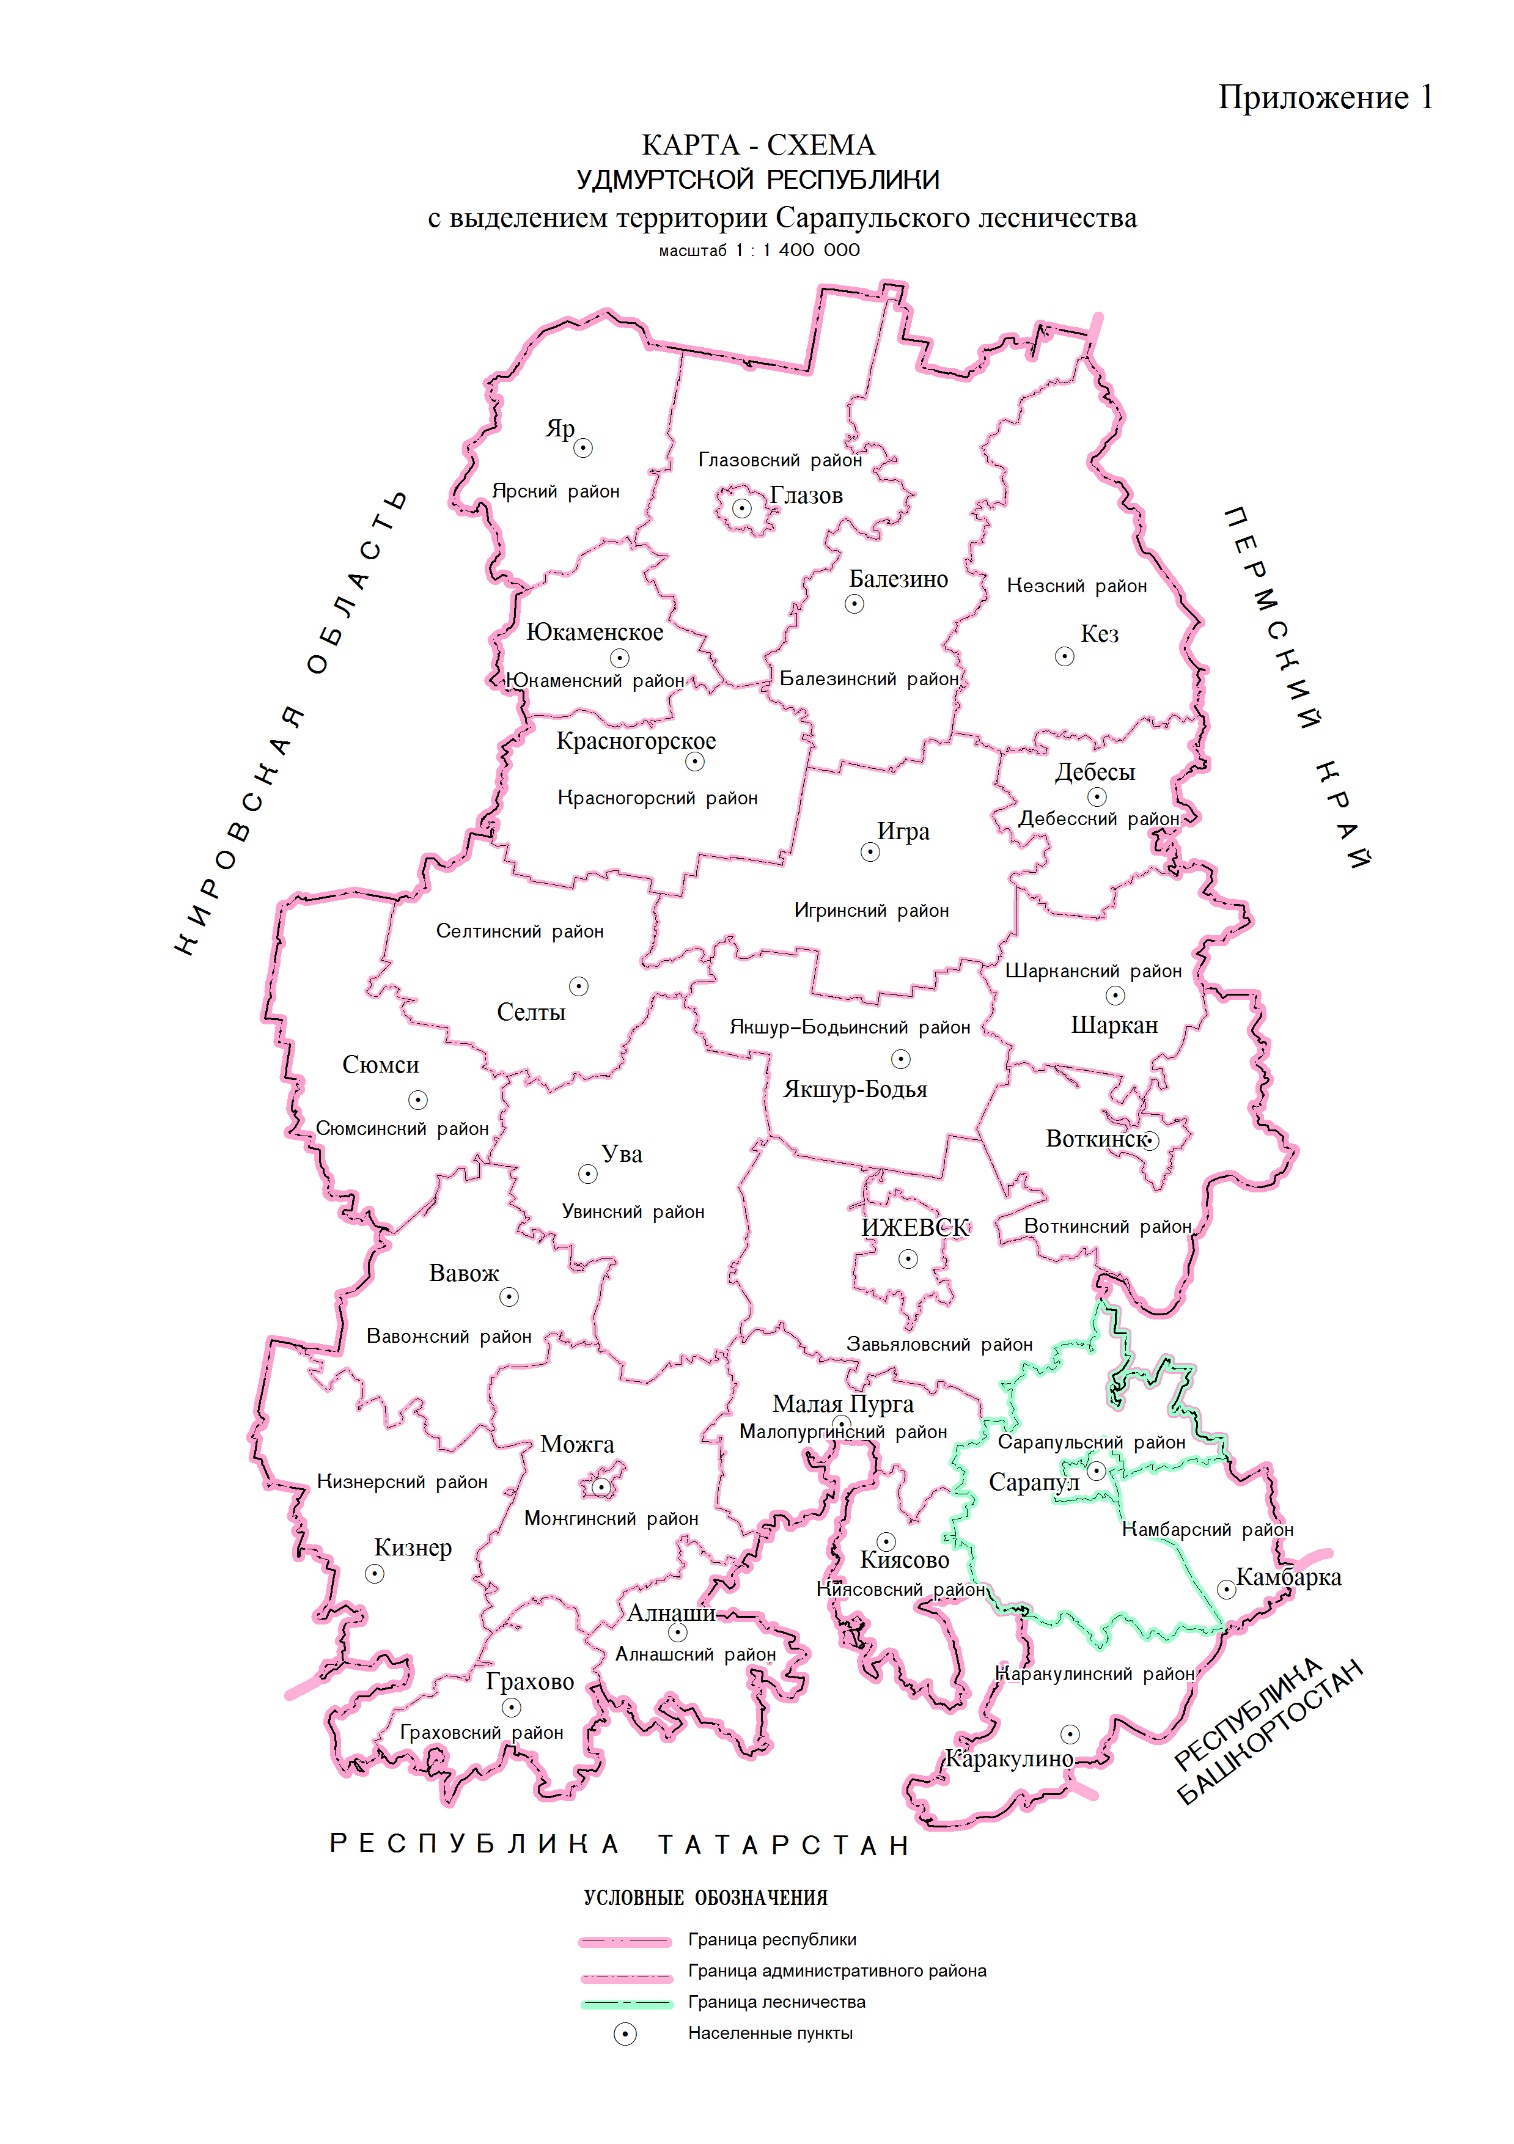 Приложение 1
КАРТА - СХЕМА
УДМУРТСКОЙ РЕСПУБЛИКИ
с выделением территории Сарапульского лесничества
масштаб 1 : 1 400 000
КИРОВСКАЯ ОБЛАСТЬ
ПЕРМСКИЙ КРАЙ
Яр
Ярский район
Глазовский район
Глазов
Балезино
Кезский район
Кез
Юкаменское
Юкаменский район
Балезинский район
Красногорское
Красногорский район
Дебесы
Дебесский район
Игра
Игринский район
Селтинский район
Селты
Шарканский район
Шаркан
Якшур-Бодьинский район
Якшур-Бодья
Сюмси
Сюмсинский район
Ува
Увинский район
Воткинск
Воткинский район
ИЖЕВСК
Вавож
Вавожский район
Завьяловский район
Малая Пурга
Малопургинский район
Можга
Можгинский район
Сарапульский район
Сарапул
Кизнерский район
Кизнер
Камбарский район
Камбарка
Киясово
Киясовский район
Алнаши
Алнашский район
Грахово
Граховский район
Каракулинский район
Каракулино
РЕСПУБЛИКА
БАШКОРТОСТАН
РЕСПУБЛИКА ТАТАРСТАН
УСЛОВНЫЕ ОБОЗНАЧЕНИЯ
Граница республики
Граница административного района
Граница лесничества
Населенные пункты